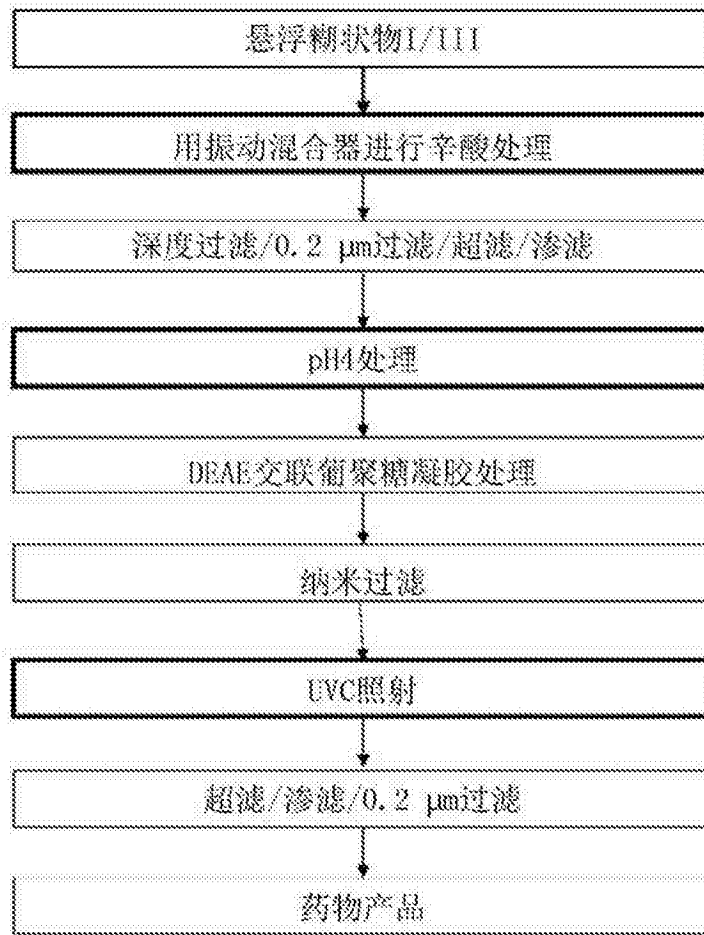 悬浮糊状物I/III
用振动混合器进行辛酸处理
深度过滤/0.2 μm过滤/超滤/渗滤
pH4处理
DEAE交联葡聚糖凝胶处理
纳米过滤
UVC照射
超滤/渗滤/0.2 μm过滤
药物产品